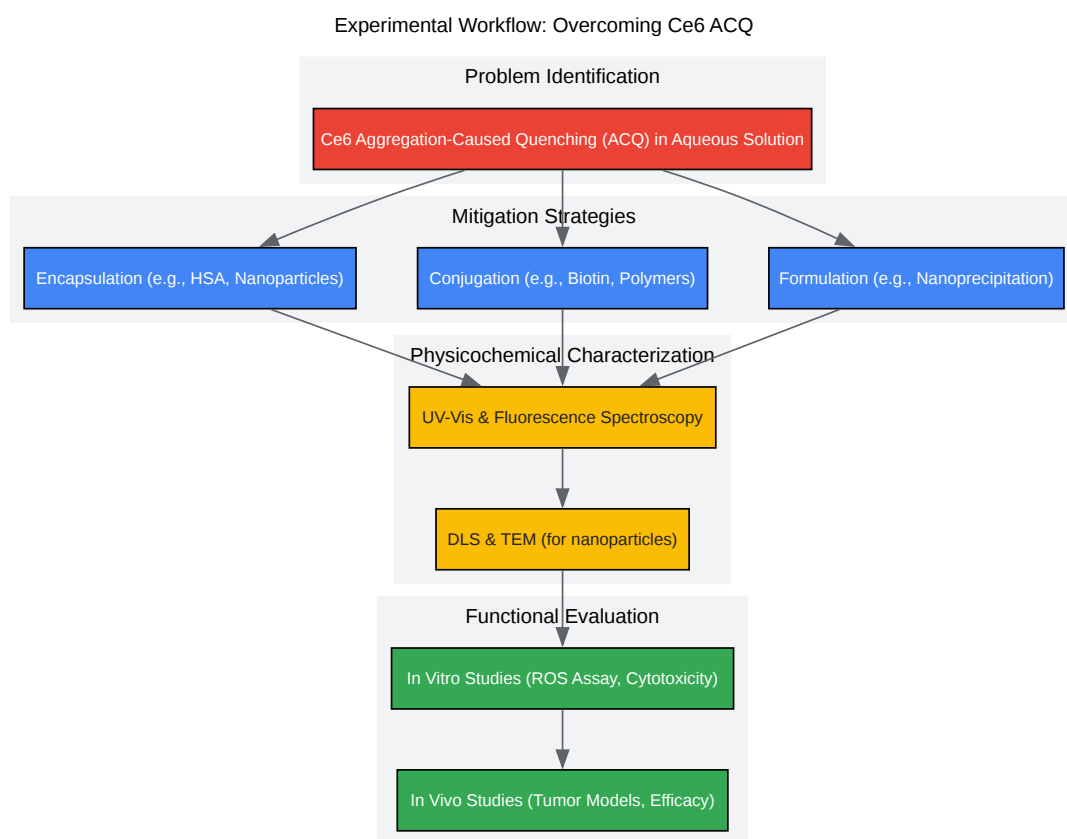 Experimental Workflow: Overcoming Ce6 ACQ
Problem Identification
Ce6 Aggregation-Caused Quenching (ACQ) in Aqueous Solution
Mitigation Strategies
Encapsulation (e.g., HSA, Nanoparticles)
Conjugation (e.g., Biotin, Polymers)
Formulation (e.g., Nanoprecipitation)
Physicochemical Characterization
UV-Vis & Fluorescence Spectroscopy
DLS & TEM (for nanoparticles)
Functional Evaluation
In Vitro Studies (ROS Assay, Cytotoxicity)
In Vivo Studies (Tumor Models, Efficacy)